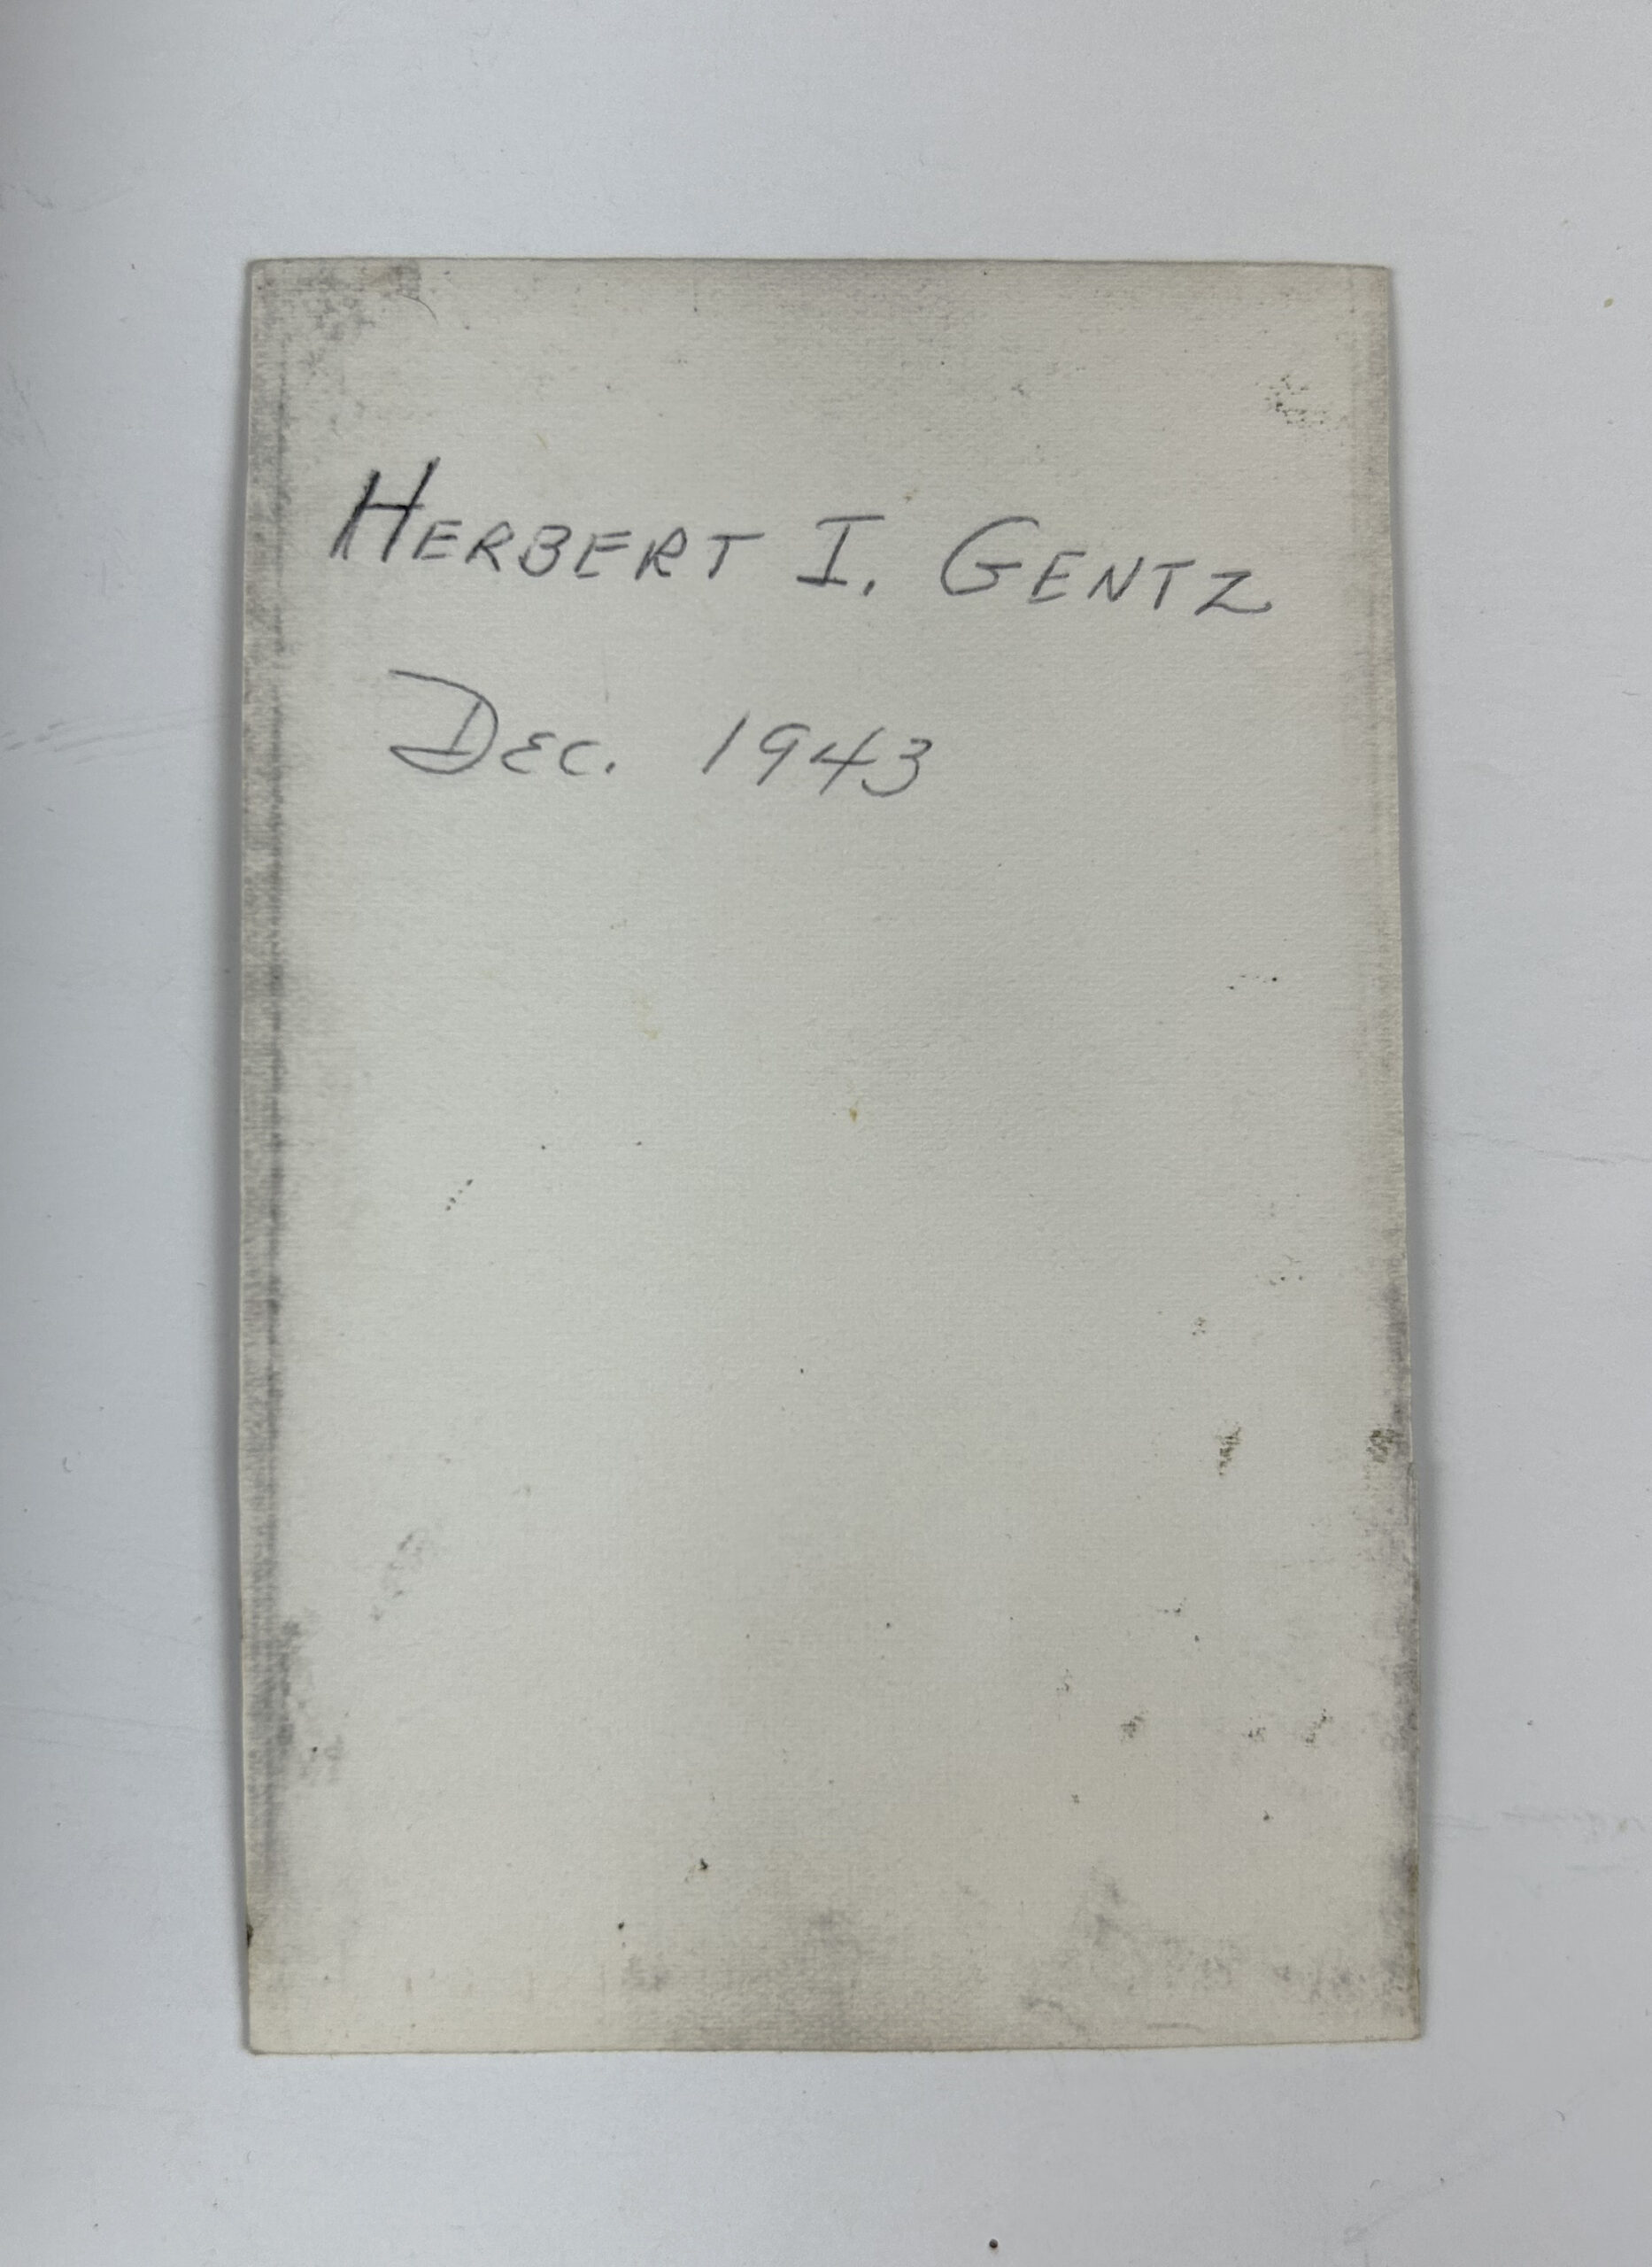 HERBERT I. GENTZ
DEC. 1943